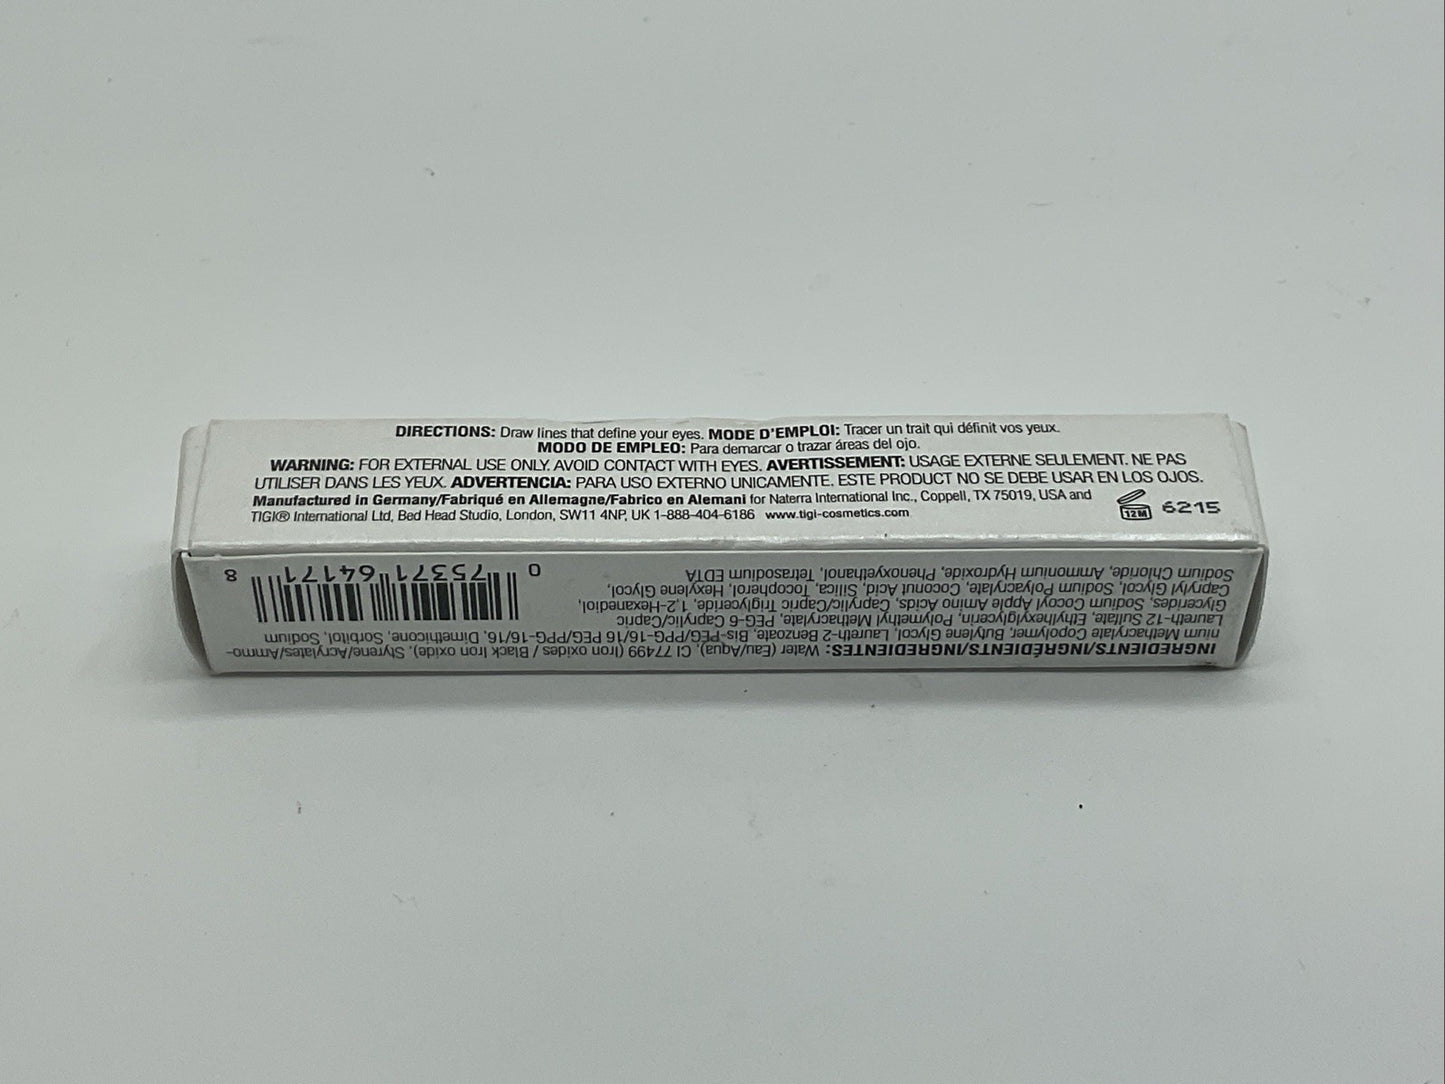 DIRECTIONS: Draw lines that define your eyes. MODE D'EMPLOI: Tracer un trait qui définit vos yeux.
MODO DE EMPLEO: Para demarcar o trazar áreas del ojo.
WARNING: FOR EXTERNAL USE ONLY. AVOID CONTACT WITH EYES. AVERTISSEMENT: USAGE EXTERNE SEULEMENT. NE PAS
UTILISER DANS LES YEUX. ADVERTENCIA: PARA USO EXTERNO UNICAMENTE. ESTE PRODUCT NO SE DEBE USAR EN LOS OJOS.
Manufactured in Germany/Fabriqué en Allemagne/Fabrico en Alemani for Naterra International Inc., Coppell, TX 75019, USA and
TIGI® International Ltd, Bed Head Studio, London, SW11 4NP, UK 1-888-404-6186 www.tigi-cosmetics.com
12M 6215
INGREDIENTS/INGRÉDIENTS/INGREDIENTES: Water (Eau/Aqua), CI 77499 (Iron oxides / Black Iron oxide), Styrene/Acrylates/Ammo-
nium Methacrylate Copolymer, Butylene Glycol, Laureth-2 Benzoate, Bis-PEG/PPG-16/16 PEG/PPG-16/16, Dimethicone, Sorbitol, Sodium
Laureth-12 Sulfate, Ethylhexylglycerin, Polymethyl Methacrylate, PEG-6 Caprylic/Capric
Glycerides, Sodium Cocoyl Apple Amino Acids, Caprylic/Capric Triglyceride, 1,2-Hexanediol,
Caprylyl Glycol, Sodium Polyacrylate, Coconut Acid, Silica, Tocopherol, Hexylene Glycol,
Sodium Chloride, Ammonium Hydroxide, Phenoxyethanol, Tetrasodium EDTA
0 75371 64171 8